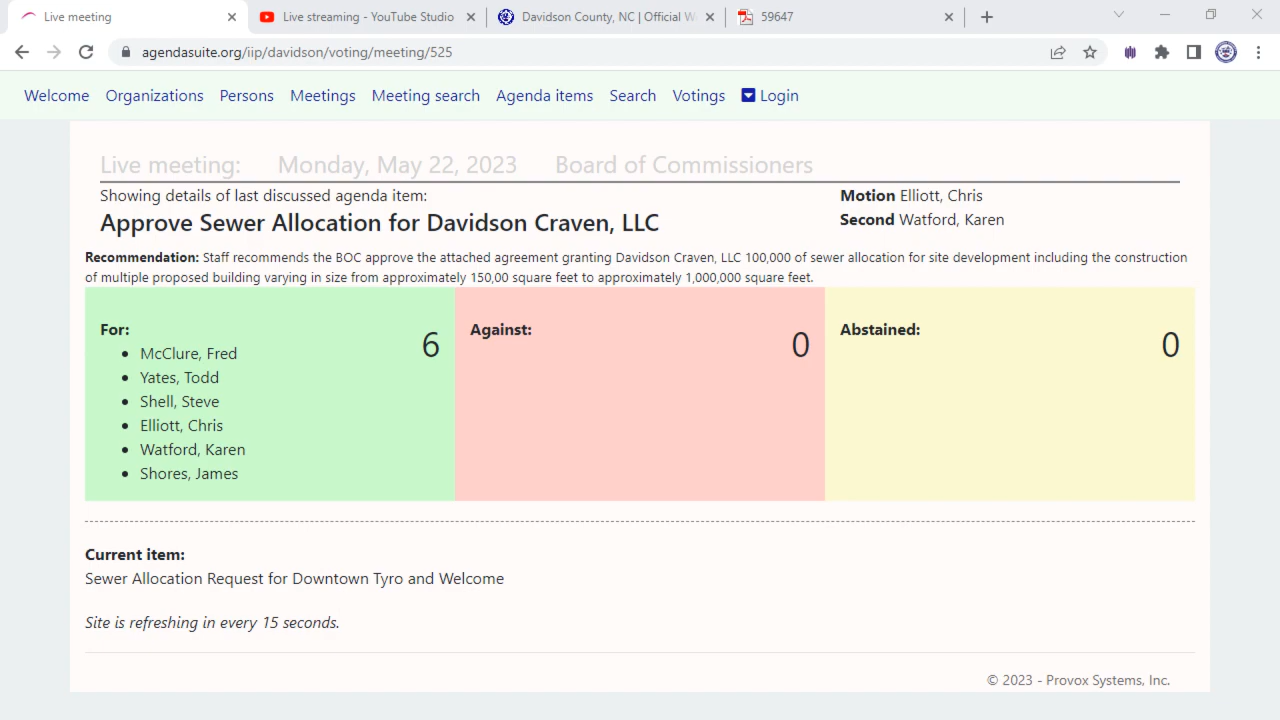 Live meeting
Live streaming - YouTube Studio
Davidson County, NC | Official W
59647
agendasuite.org/iip/davidson/voting/meeting/525
Welcome Organizations Persons Meetings Meeting search Agenda items Search Votings Login
Live meeting: Monday, May 22, 2023 Board of Commissioners
Showing details of last discussed agenda item:
Approve Sewer Allocation for Davidson Craven, LLC
Motion Elliott, Chris
Second Watford, Karen
Recommendation: Staff recommends the BOC approve the attached agreement granting Davidson Craven, LLC 100,000 of sewer allocation for site development including the construction
of multiple proposed building varying in size from approximately 150,00 square feet to approximately 1,000,000 square feet.
For: 6
• McClure, Fred
• Yates, Todd
• Shell, Steve
• Elliott, Chris
• Watford, Karen
• Shores, James
Against: 0
Abstained: 0
Current item:
Sewer Allocation Request for Downtown Tyro and Welcome
Site is refreshing in every 15 seconds.
© 2023 - Provox Systems, Inc.